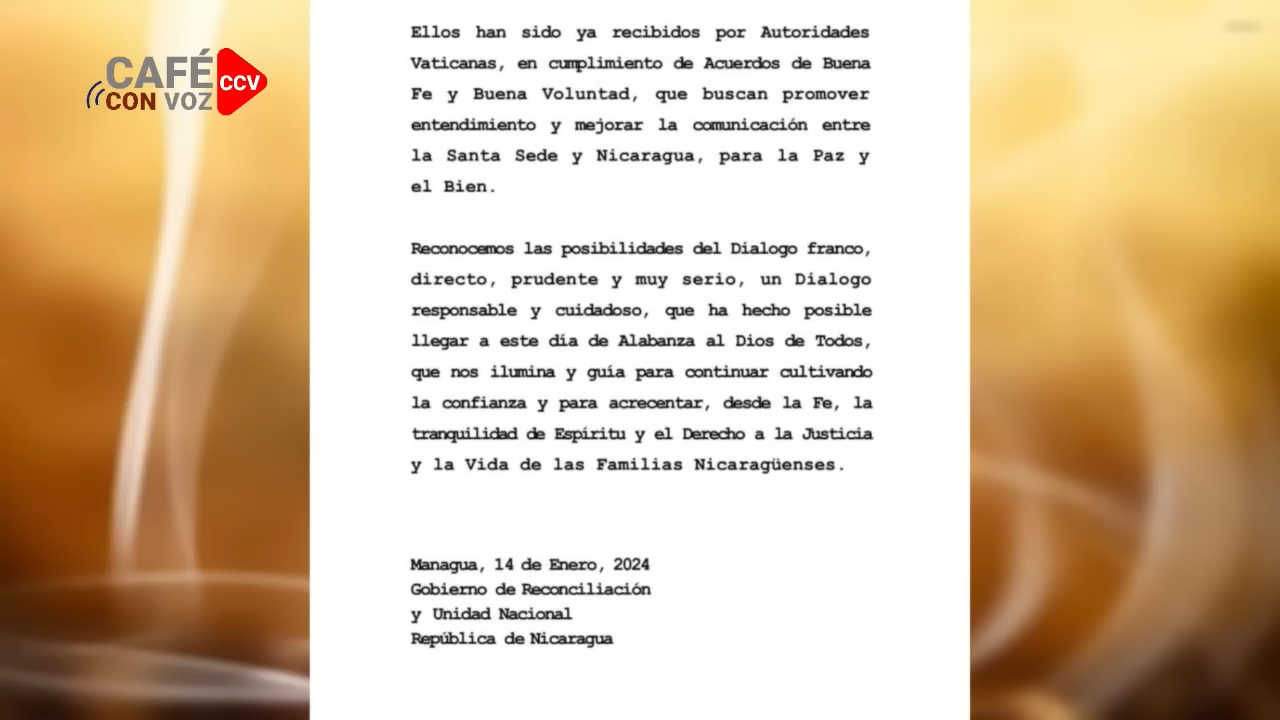 CAFÉ
CON VOZ
CCV
Ellos han sido ya recibidos por Autoridades
Vaticanas, en cumplimiento de Acuerdos de Buena
Fe y Buena Voluntad, que buscan promover
entendimiento y mejorar la comunicación entre
la Santa Sede y Nicaragua, para la Paz y
el Bien.
Reconocemos las posibilidades del Dialogo franco,
directo, prudente y muy serio, un Dialogo
responsable y cuidadoso, que ha hecho posible
llegar a este día de Alabanza al Dios de Todos,
que nos ilumina y guía para continuar cultivando
la confianza y para acrecentar, desde la Fe, la
tranquilidad de Espíritu y el Derecho a la Justicia
y la Vida de las Familias Nicaragüenses.
Managua, 14 de Enero, 2024
Gobierno de Reconciliación
y Unidad Nacional
República de Nicaragua